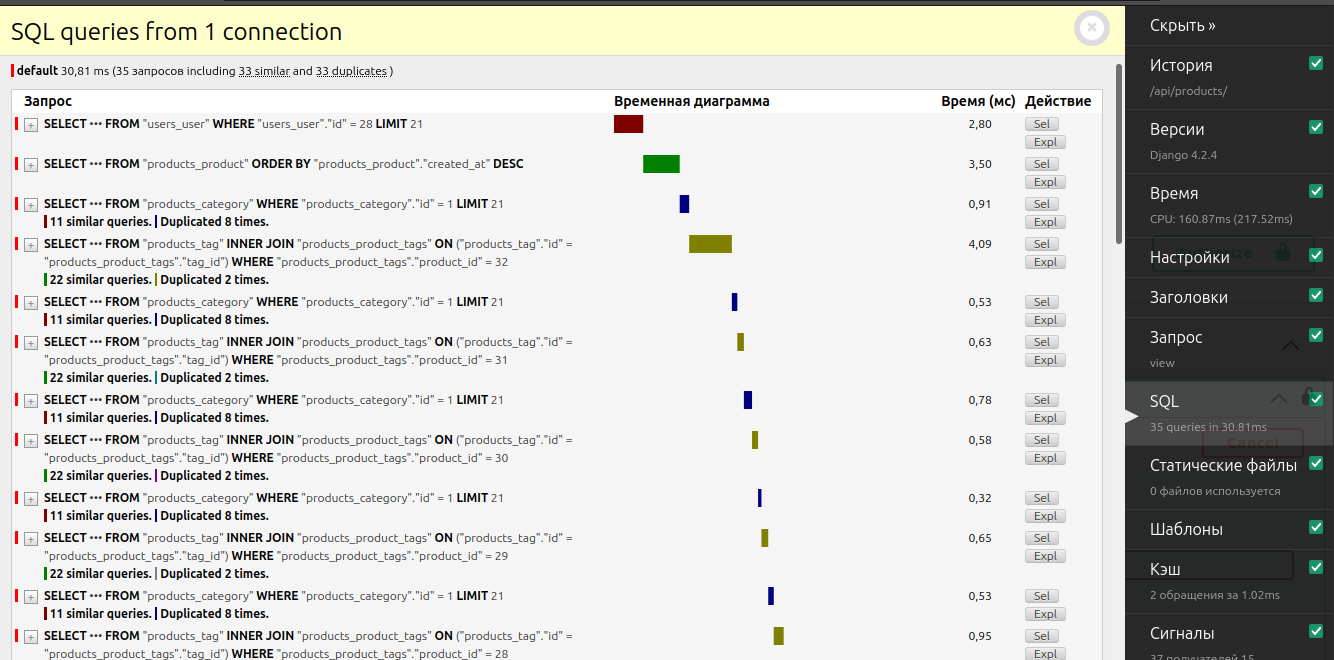 SQL queries from 1 connection
default 30,81 ms (35 запросов including 33 similar and 33 duplicates )
Запрос Временная диаграмма Время (мс) Действие
+ SELECT ••• FROM "users_user" WHERE "users_user"."id" = 28 LIMIT 21 2,80 Sel
Expl
+ SELECT ••• FROM "products_product" ORDER BY "products_product"."created_at" DESC 3,50 Sel
Expl
+ SELECT ••• FROM "products_category" WHERE "products_category"."id" = 1 LIMIT 21 0,91 Sel
11 similar queries. Duplicated 8 times. Expl
+ SELECT ••• FROM "products_tag" INNER JOIN "products_product_tags" ON ("products_tag"."id" = 4,09 Sel
"products_product_tags"."tag_id") WHERE "products_product_tags"."product_id" = 32 Expl
22 similar queries. Duplicated 2 times.
+ SELECT ••• FROM "products_category" WHERE "products_category"."id" = 1 LIMIT 21 0,53 Sel
11 similar queries. Duplicated 8 times. Expl
+ SELECT ••• FROM "products_tag" INNER JOIN "products_product_tags" ON ("products_tag"."id" = 0,63 Sel
"products_product_tags"."tag_id") WHERE "products_product_tags"."product_id" = 31 Expl
22 similar queries. Duplicated 2 times.
+ SELECT ••• FROM "products_category" WHERE "products_category"."id" = 1 LIMIT 21 0,78 Sel
11 similar queries. Duplicated 8 times. Expl
+ SELECT ••• FROM "products_tag" INNER JOIN "products_product_tags" ON ("products_tag"."id" = 0,58 Sel
"products_product_tags"."tag_id") WHERE "products_product_tags"."product_id" = 30 Expl
22 similar queries. Duplicated 2 times.
+ SELECT ••• FROM "products_category" WHERE "products_category"."id" = 1 LIMIT 21 0,32 Sel
11 similar queries. Duplicated 8 times. Expl
+ SELECT ••• FROM "products_tag" INNER JOIN "products_product_tags" ON ("products_tag"."id" = 0,65 Sel
"products_product_tags"."tag_id") WHERE "products_product_tags"."product_id" = 29 Expl
22 similar queries. Duplicated 2 times.
+ SELECT ••• FROM "products_category" WHERE "products_category"."id" = 1 LIMIT 21 0,53 Sel
11 similar queries. Duplicated 8 times. Expl
+ SELECT ••• FROM "products_tag" INNER JOIN "products_product_tags" ON ("products_tag"."id" = 0,95 Sel
"products_product_tags"."tag_id") WHERE "products_product_tags"."product_id" = 28 Expl
Скрыть »
История
/api/products/
Версии
Django 4.2.4
Время
CPU: 160.87ms (217.52ms)
Настройки
Заголовки
Запрос
view
SQL
35 queries in 30.81ms
Cancel
Статические файлы
0 файлов используется
Шаблоны
Кэш
2 обращения за 1.02ms
Сигналы
37 получателей 15